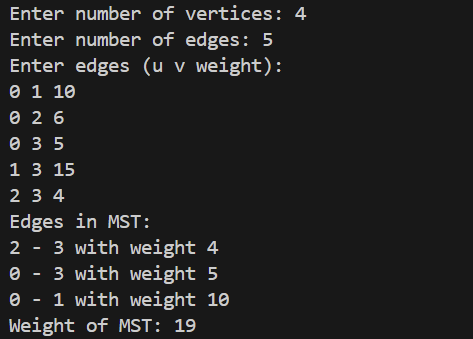 Enter number of vertices: 4
Enter number of edges: 5
Enter edges (u v weight):
0 1 10
0 2 6
0 3 5
1 3 15
2 3 4
Edges in MST:
2 - 3 with weight 4
0 - 3 with weight 5
0 - 1 with weight 10
Weight of MST: 19